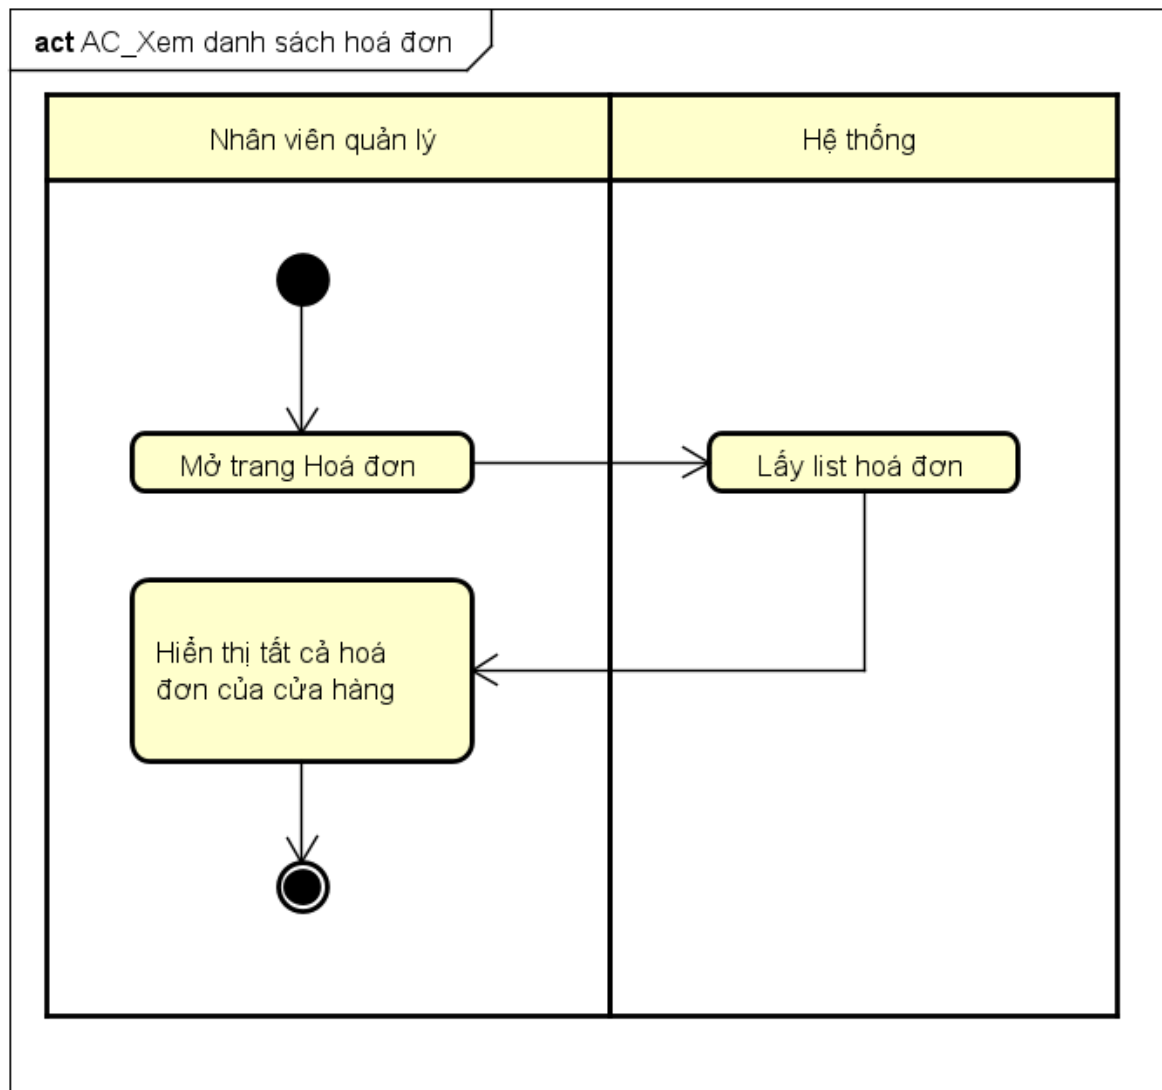 act AC_Xem danh sách hoá đơn
Nhân viên quản lý
Hệ thống
Mở trang Hoá đơn
Lấy list hoá đơn
Hiển thị tất cả hoá
đơn của cửa hàng